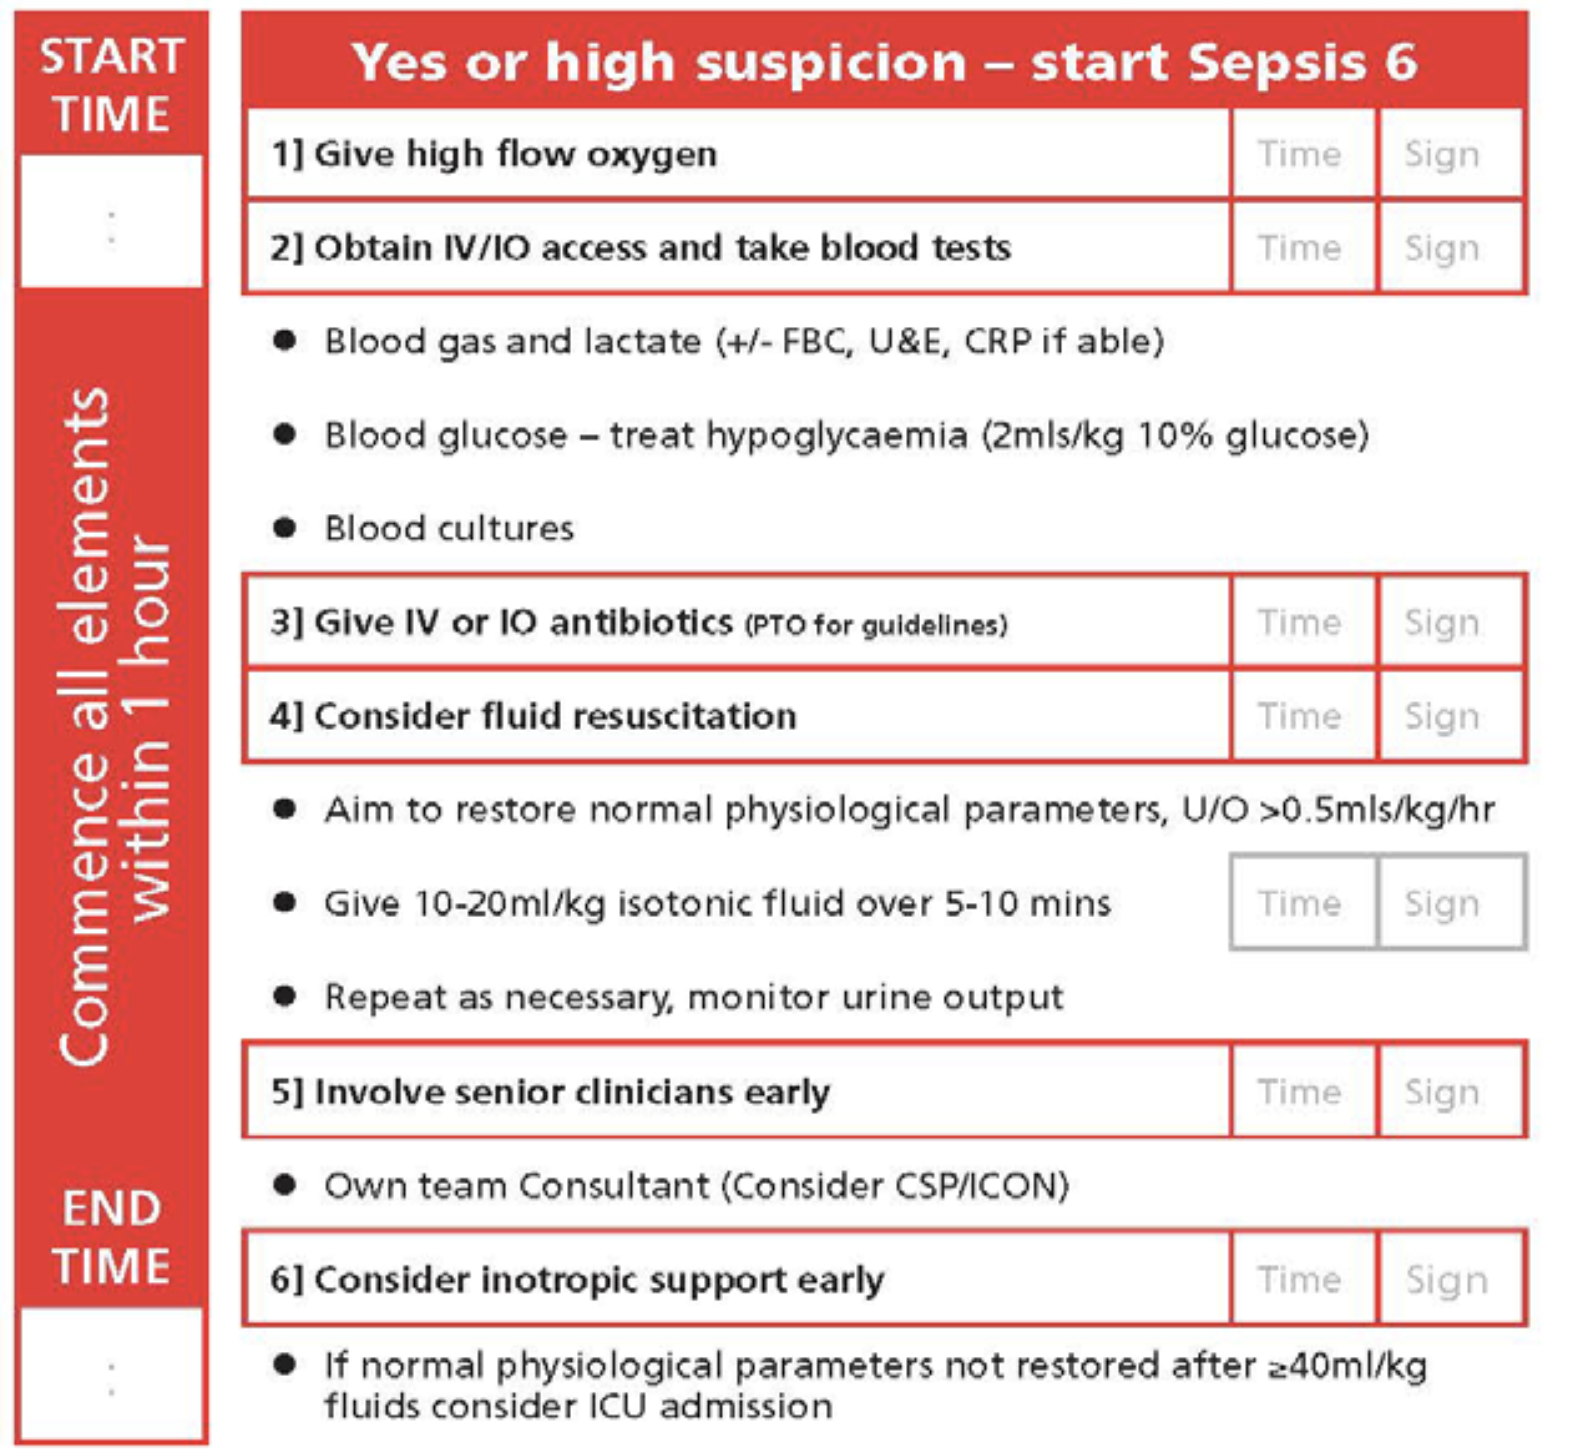 START
TIME
:
Commence all elements
within 1 hour
END
TIME
:
Yes or high suspicion – start Sepsis 6
1] Give high flow oxygen Time Sign
2] Obtain IV/IO access and take blood tests Time Sign
● Blood gas and lactate (+/- FBC, U&E, CRP if able)
● Blood glucose – treat hypoglycaemia (2mls/kg 10% glucose)
● Blood cultures
3] Give IV or IO antibiotics (PTO for guidelines) Time Sign
4] Consider fluid resuscitation Time Sign
● Aim to restore normal physiological parameters, U/O >0.5mls/kg/hr
● Give 10-20ml/kg isotonic fluid over 5-10 mins Time Sign
● Repeat as necessary, monitor urine output
5] Involve senior clinicians early Time Sign
● Own team Consultant (Consider CSP/ICON)
6] Consider inotropic support early Time Sign
● If normal physiological parameters not restored after ≥40ml/kg
fluids consider ICU admission